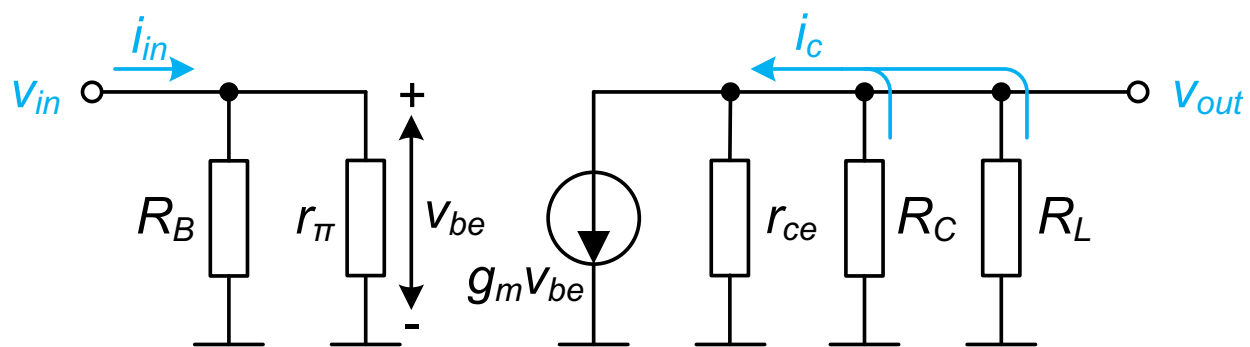 i_in
i_c
v_in
+
v_out
R_B
r_π
v_be
r_ce
R_C
R_L
g_m v_be
-